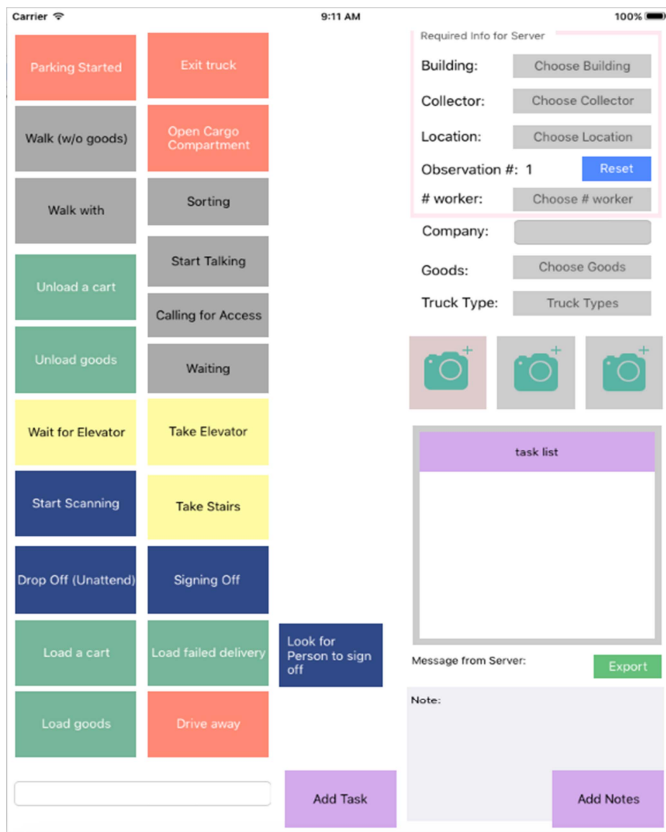 Carrier
9:11 AM
100%
Parking Started
Exit truck
Walk (w/o goods)
Open Cargo
Compartment
Walk with
Sorting
Unload a cart
Start Talking
Calling for Access
Unload goods
Waiting
Wait for Elevator
Take Elevator
Start Scanning
Take Stairs
Drop Off (Unattend)
Signing Off
Load a cart
Load failed delivery
Look for
Person to sign
off
Load goods
Drive away
Add Task
Required Info for Server
Building:
Choose Building
Collector:
Choose Collector
Location:
Choose Location
Observation #: 1
Reset
# worker:
Choose # worker
Company:
Goods:
Choose Goods
Truck Type:
Truck Types
task list
Message from Server:
Export
Note:
Add Notes